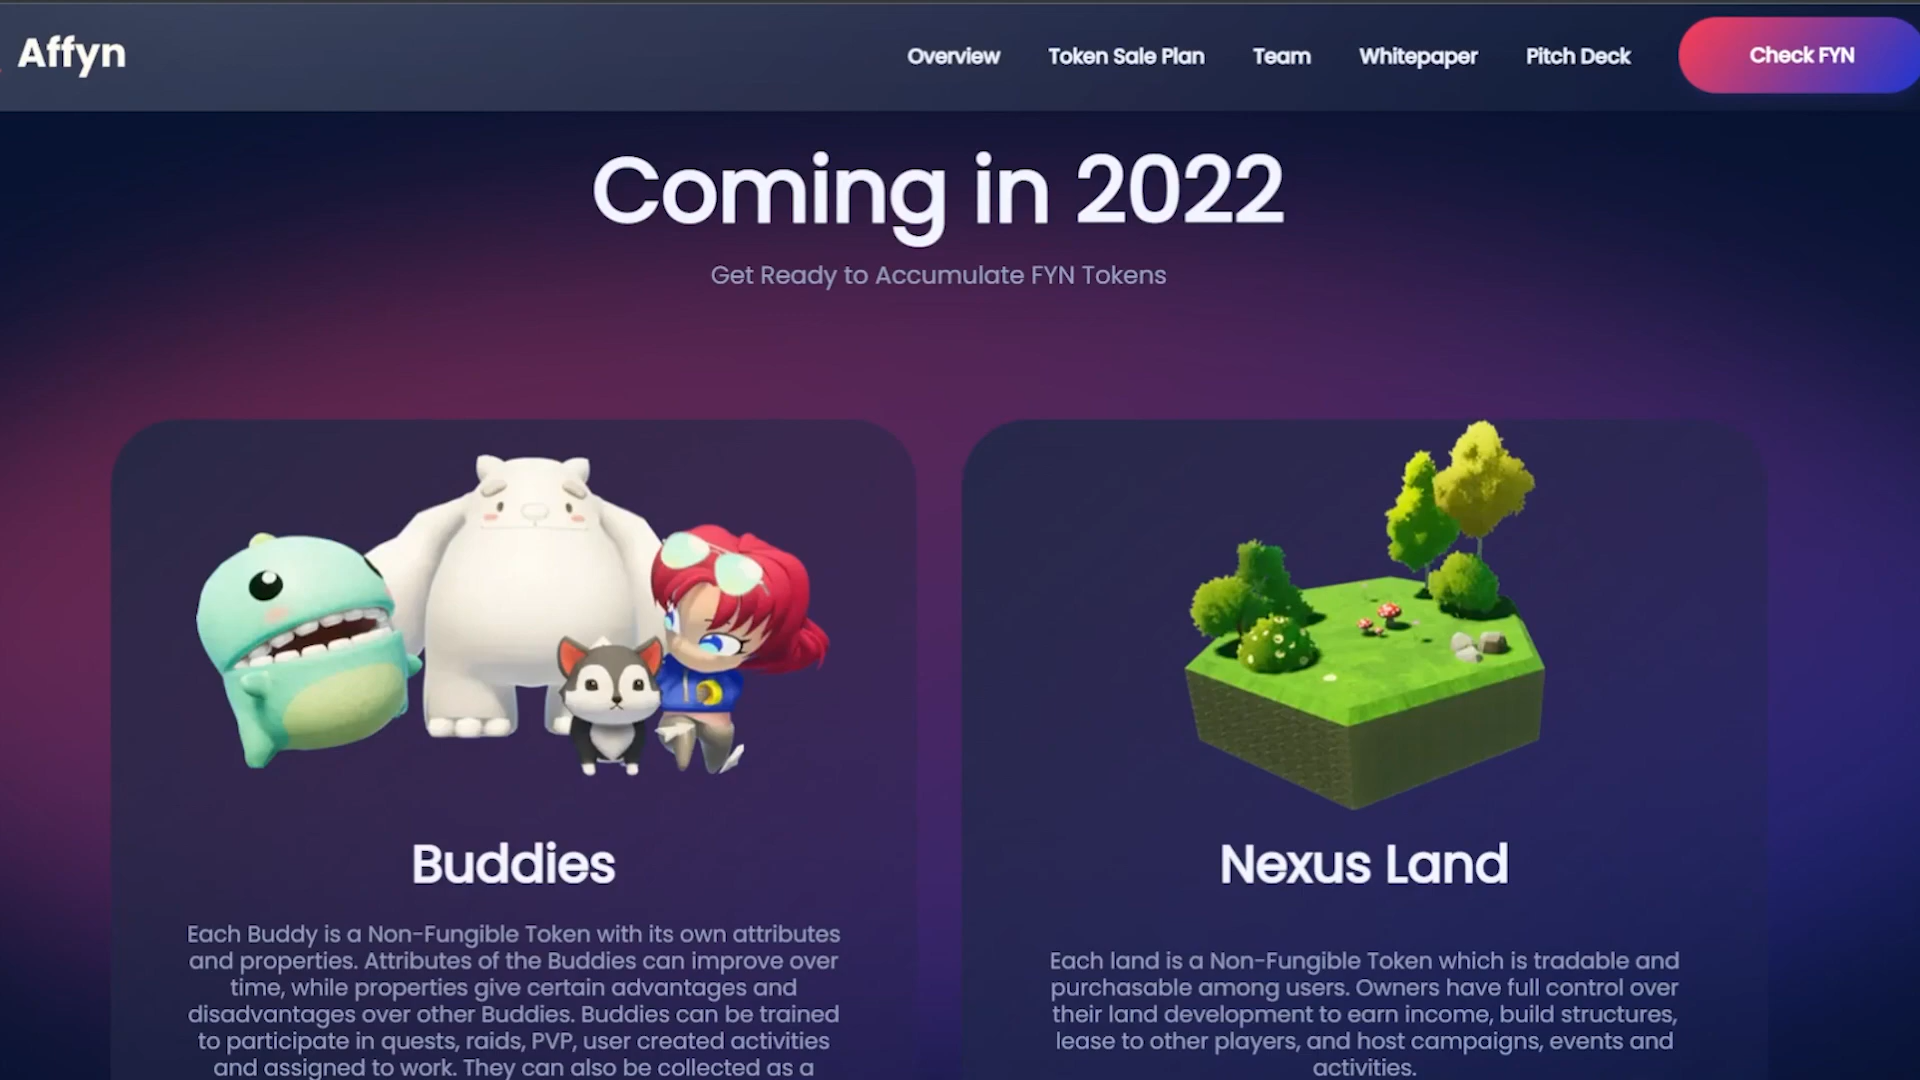 Affyn
Overview
Token Sale Plan
Team
Whitepaper
Pitch Deck
Check FYN
Coming in 2022
Get Ready to Accumulate FYN Tokens
Buddies
Each Buddy is a Non-Fungible Token with its own attributes
and properties. Attributes of the Buddies can improve over
time, while properties give certain advantages and
disadvantages over other Buddies. Buddies can be trained
to participate in quests, raids, PVP, user created activities
and assigned to work. They can also be collected as a
Nexus Land
Each land is a Non-Fungible Token which is tradable and
purchasable among users. Owners have full control over
their land development to earn income, build structures,
lease to other players, and host campaigns, events and
activities.